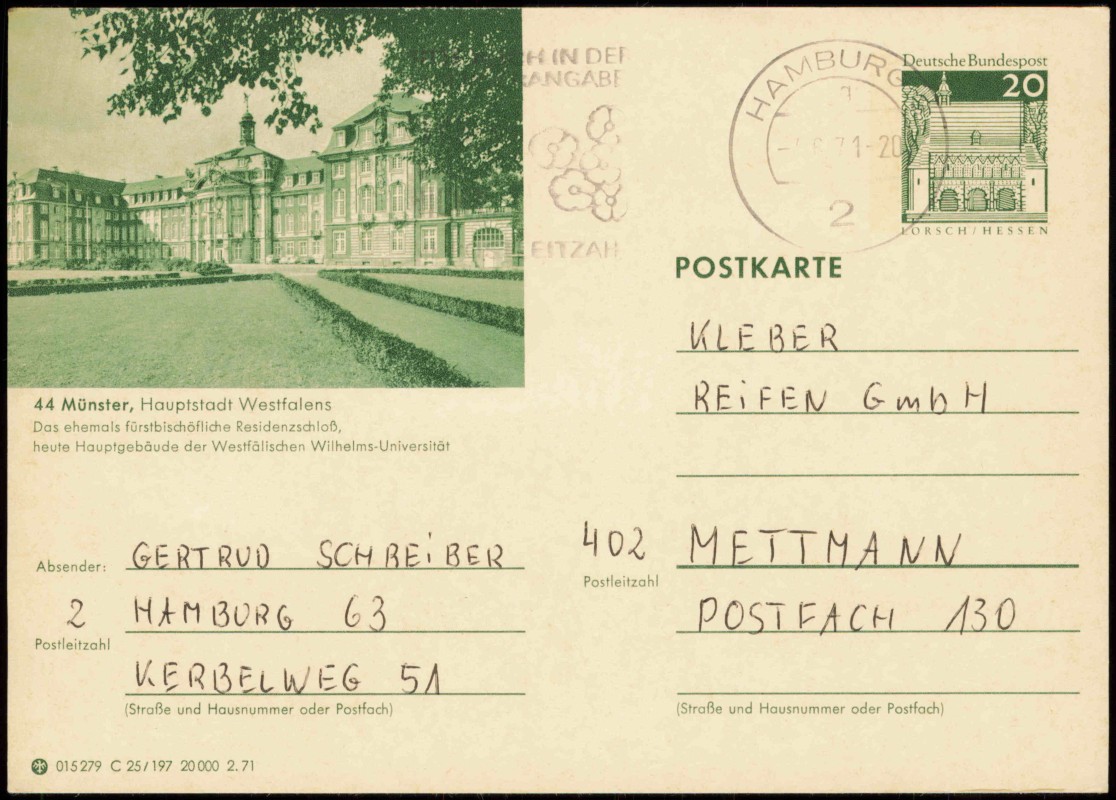 44 Münster, Hauptstadt Westfalens
Das ehemals fürstbischöfliche Residenzschloß,
heute Hauptgebäude der Westfälischen Wilhelms-Universität
H IN DER
ANGABE
EITZAH
HAMBURG
71-20
2
Deutsche Bundespost
20
LORSCH/HESSEN
POSTKARTE
KLEBER
REiFEN GmbH
402 METTMANN
Postleitzahl
POSTFACH 130
(Straße und Hausnummer oder Postfach)
Absender: GERTRUD SCHREiBER
2 HAMBURG 63
Postleitzahl
KERBELWEG 51
(Straße und Hausnummer oder Postfach)
015279 C 25/197 20000 2.71